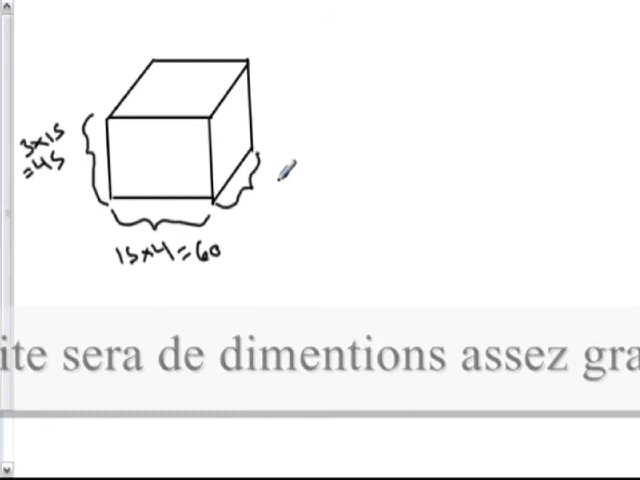 3x15
=45
15x4=60
ite sera de dimentions assez gra